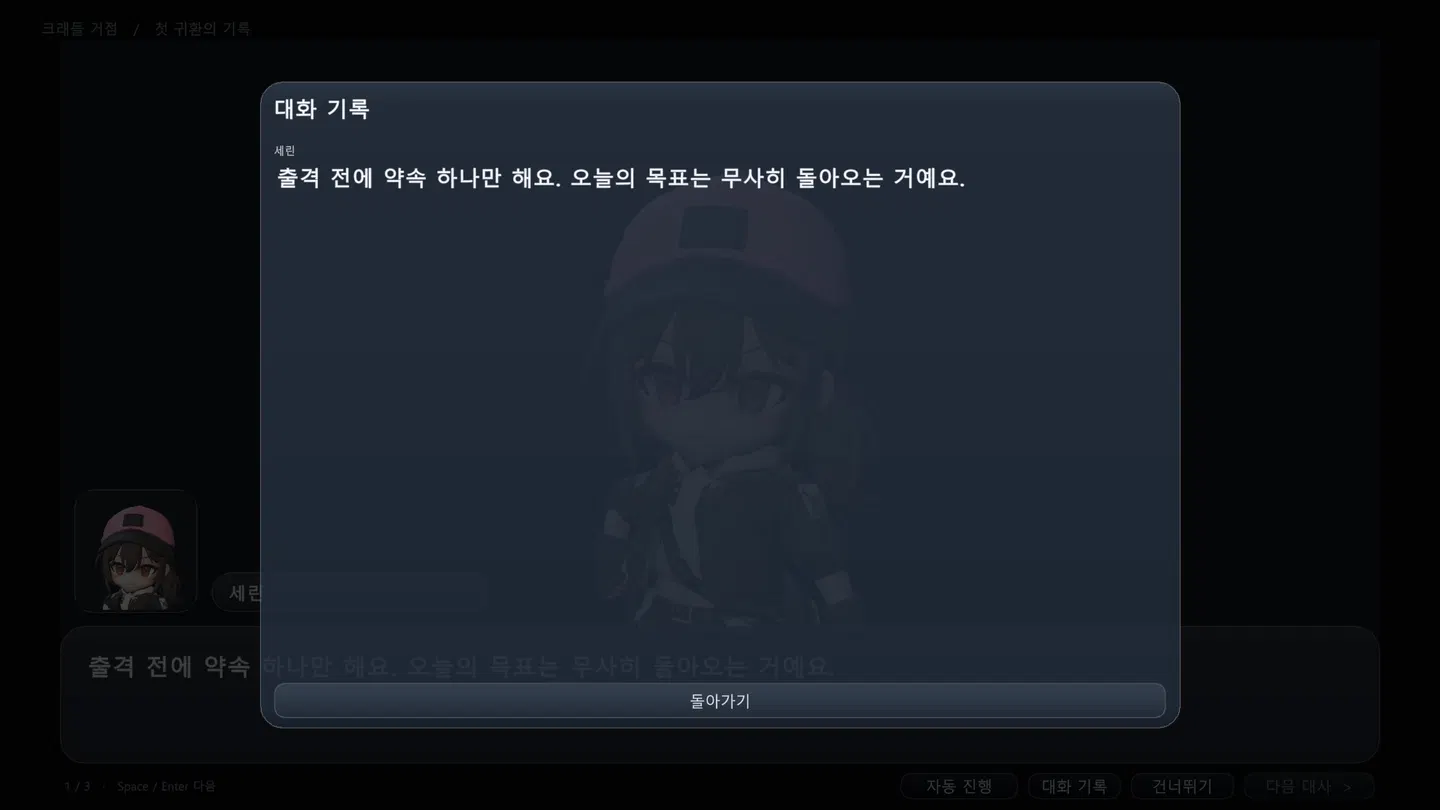 크래들 거점 / 첫 귀환의 기록
대화 기록
세린
출격 전에 약속 하나만 해요. 오늘의 목표는 무사히 돌아오는 거예요.
세린
출격 전에 약속 하나만 해요. 오늘의 목표는 무사히 돌아오는 거예요.
돌아가기
1 / 3 · Space / Enter 다음
자동 진행 대화 기록 건너뛰기 다음 대사 >